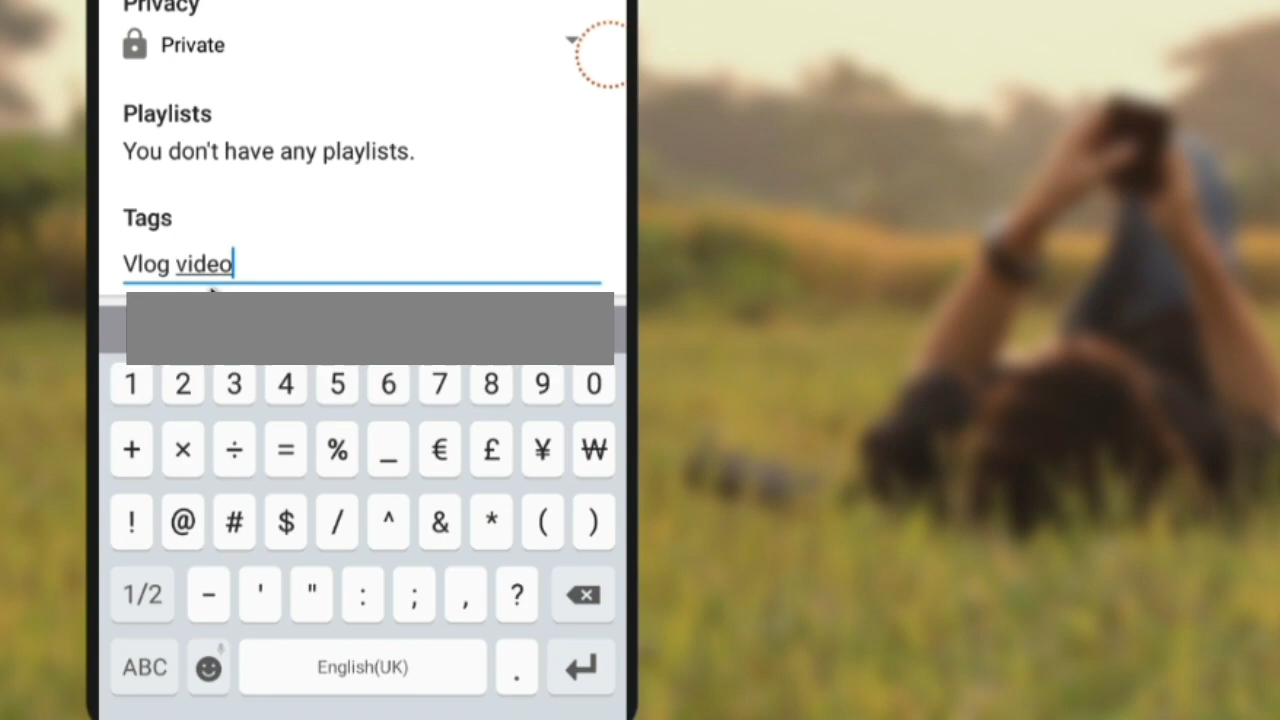 Privacy
Private
Playlists
You don't have any playlists.
Tags
Vlog video
1 2 3 4 5 6 7 8 9 0
+ × ÷ = % _ € £ ¥ ₩
! @ # $ / ^ & * ( )
1/2 - ' " : ; , ?
ABC English(UK) .